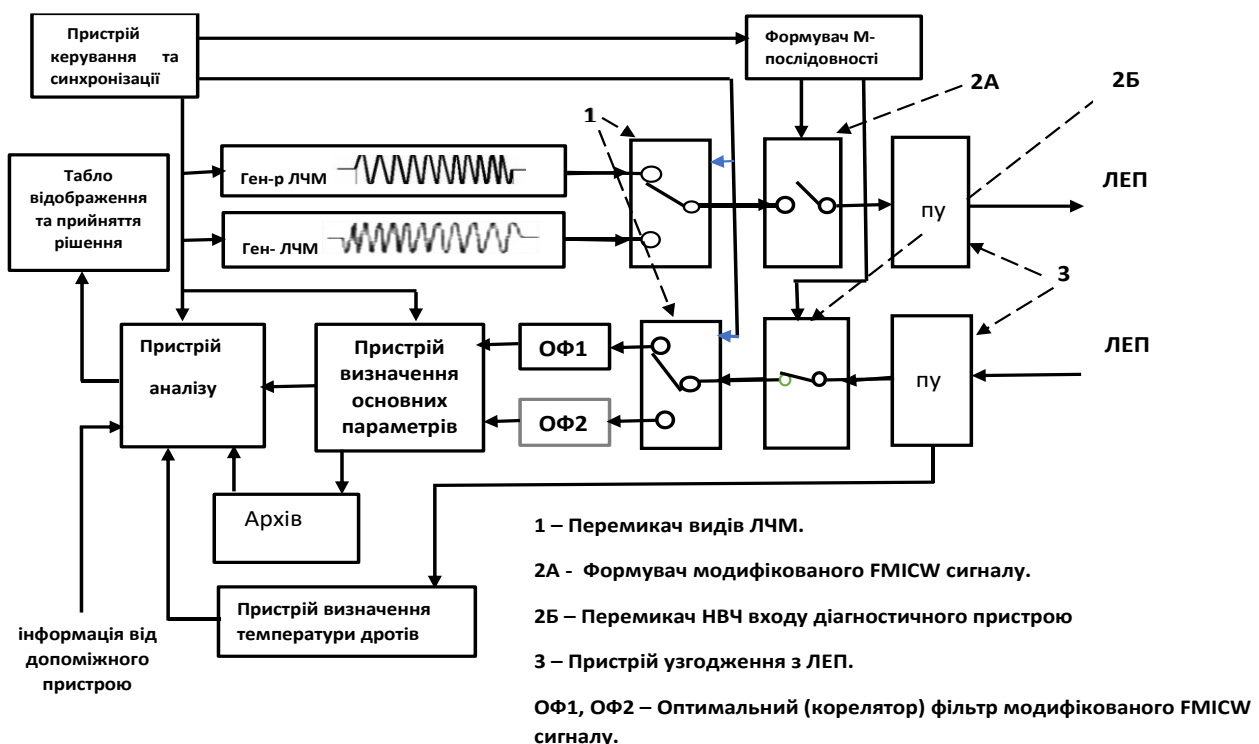 Пристрій
керування та
синхронізації
Формувач М-
послідовності
2А
2Б
1
ЛЕП
Табло
відображення
та прийняття
рішення
Ген-р ЛЧМ
пу
Ген- ЛЧМ
3
Пристрій
аналізу
Пристрій
визначення
основних
параметрів
ОФ1
ОФ2
пу
ЛЕП
Архів
Пристрій визначення
температури дротів
інформація від
допоміжного
пристрою
1 – Перемикач видів ЛЧМ.
2А - Формувач модифікованого FMICW сигналу.
2Б – Перемикач НВЧ входу діагностичного пристрою
3 – Пристрій узгодження з ЛЕП.
ОФ1, ОФ2 – Оптимальний (корелятор) фільтр модифікованого FMICW
сигналу.